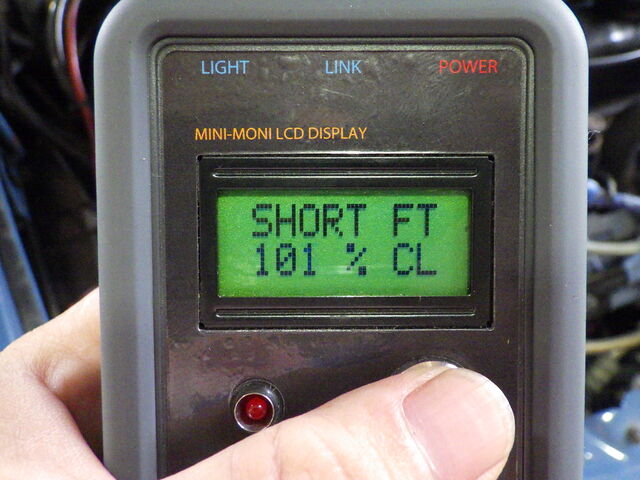 LIGHT LINK POWER
MINI-MONI LCD DISPLAY
SHORT FT
101 % CL